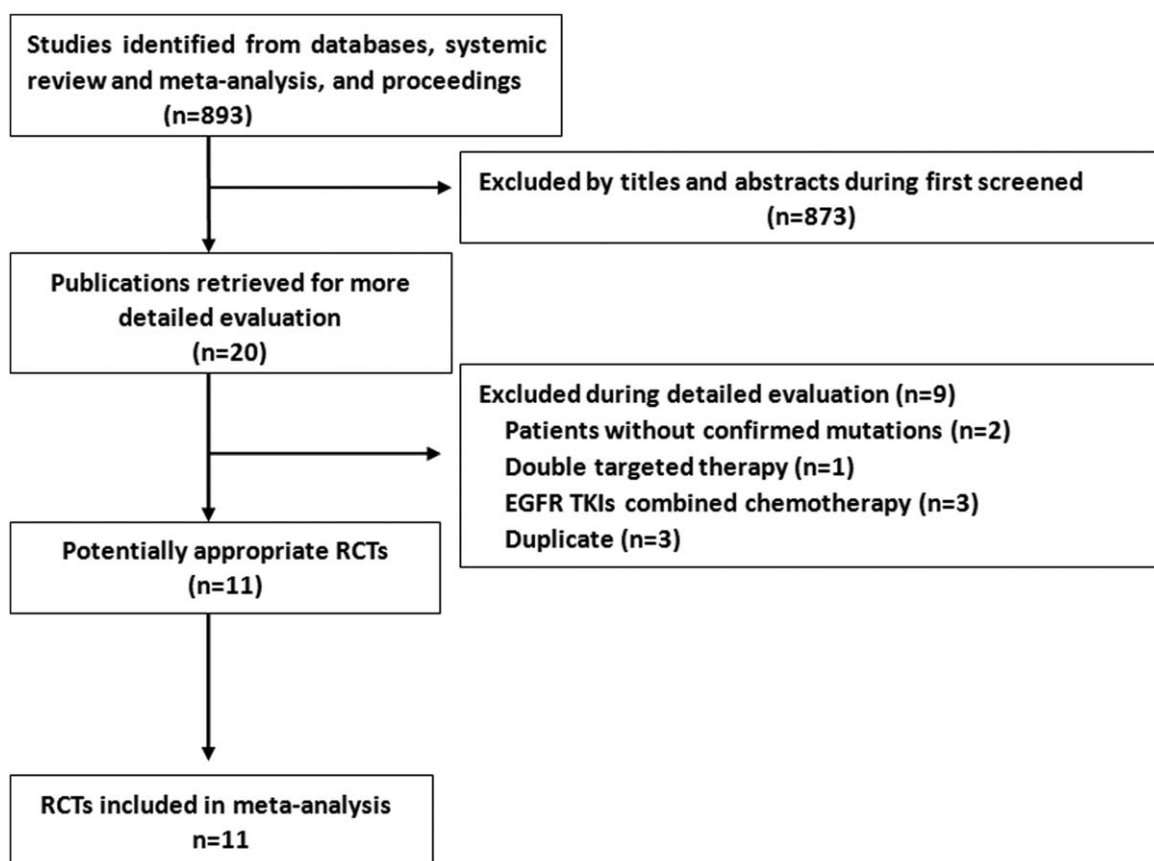 Studies identified from databases, systemic
review and meta-analysis, and proceedings
(n=893)
Excluded by titles and abstracts during first screened
(n=873)
Publications retrieved for more
detailed evaluation
(n=20)
Excluded during detailed evaluation (n=9)
Patients without confirmed mutations (n=2)
Double targeted therapy (n=1)
EGFR TKIs combined chemotherapy (n=3)
Duplicate (n=3)
Potentially appropriate RCTs
(n=11)
RCTs included in meta-analysis
n=11